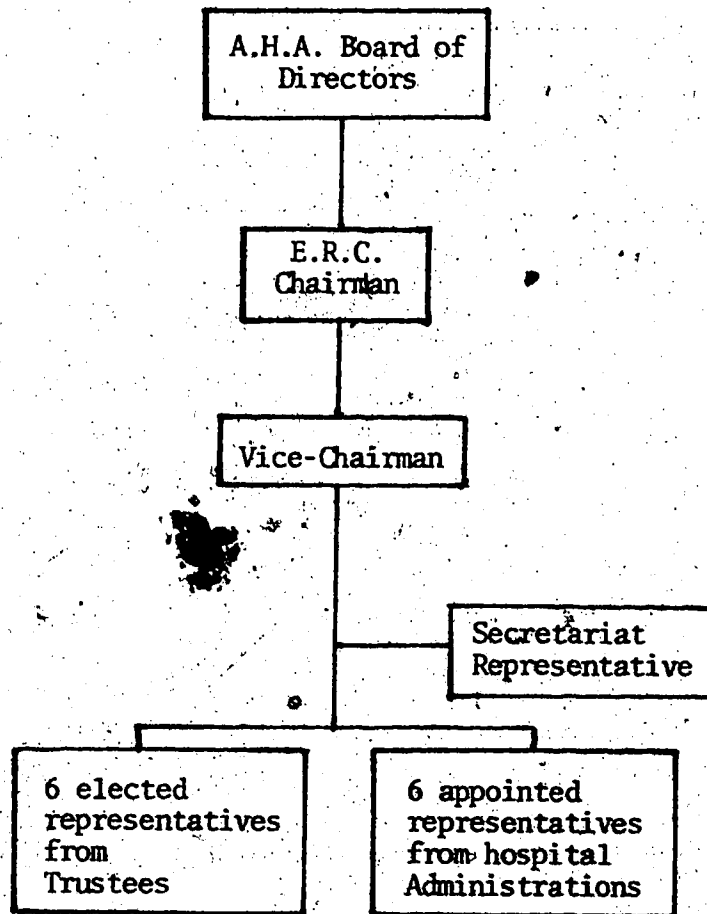 A.H.A. Board of
Directors
E.R.C.
Chairman
Vice-Chairman
Secretariat
Representative
6 elected
representatives
from
Trustees
6 appointed
representatives
from hospital
Administrations